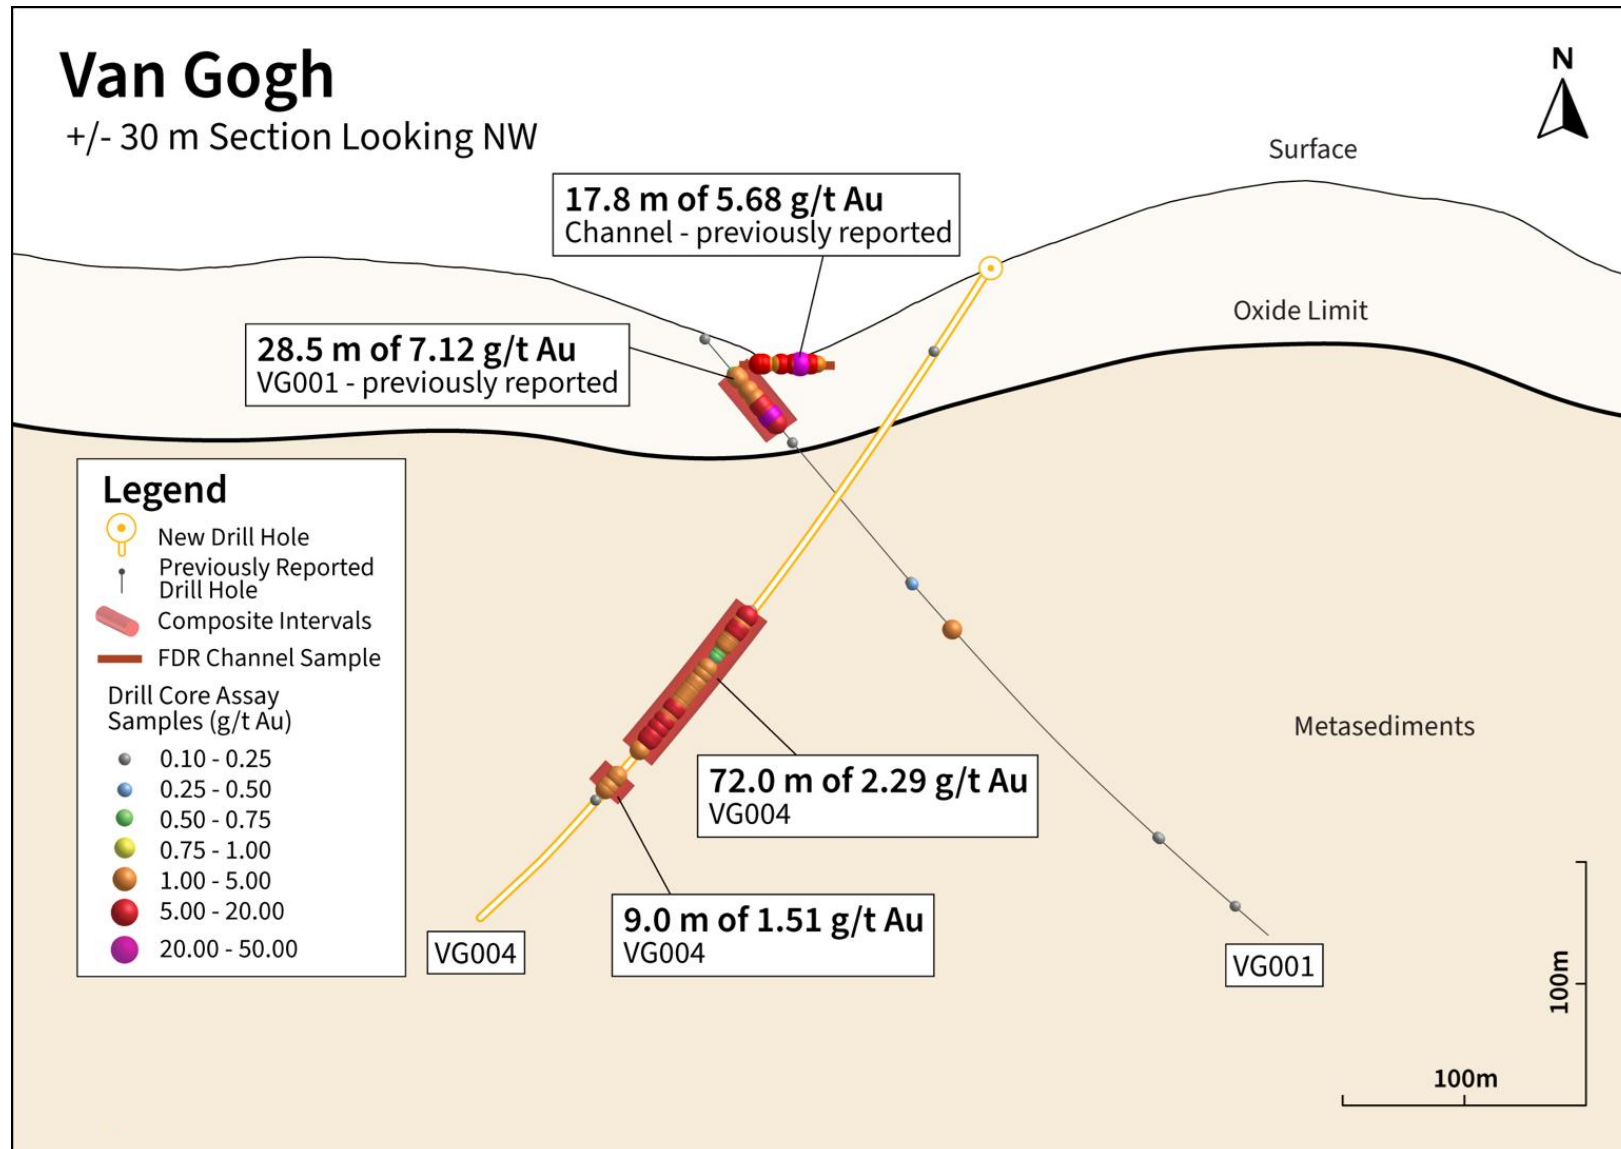 Van Gogh
+/- 30 m Section Looking NW
N
Surface
17.8 m of 5.68 g/t Au
Channel - previously reported
Oxide Limit
28.5 m of 7.12 g/t Au
VG001 - previously reported
Legend
New Drill Hole
Previously Reported
Drill Hole
Composite Intervals
FDR Channel Sample
Drill Core Assay
Samples (g/t Au)
0.10 - 0.25
0.25 - 0.50
0.50 - 0.75
0.75 - 1.00
1.00 - 5.00
5.00 - 20.00
20.00 - 50.00
Metasediments
72.0 m of 2.29 g/t Au
VG004
9.0 m of 1.51 g/t Au
VG004
VG004
VG001
100m
100m